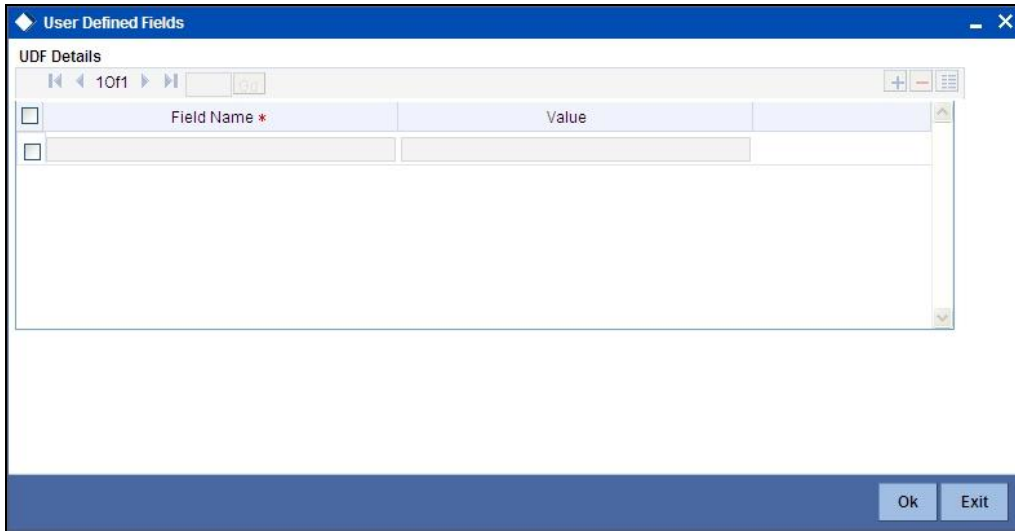 User Defined Fields
UDF Details
1Of1
Go
Field Name *
Value
Ok
Exit